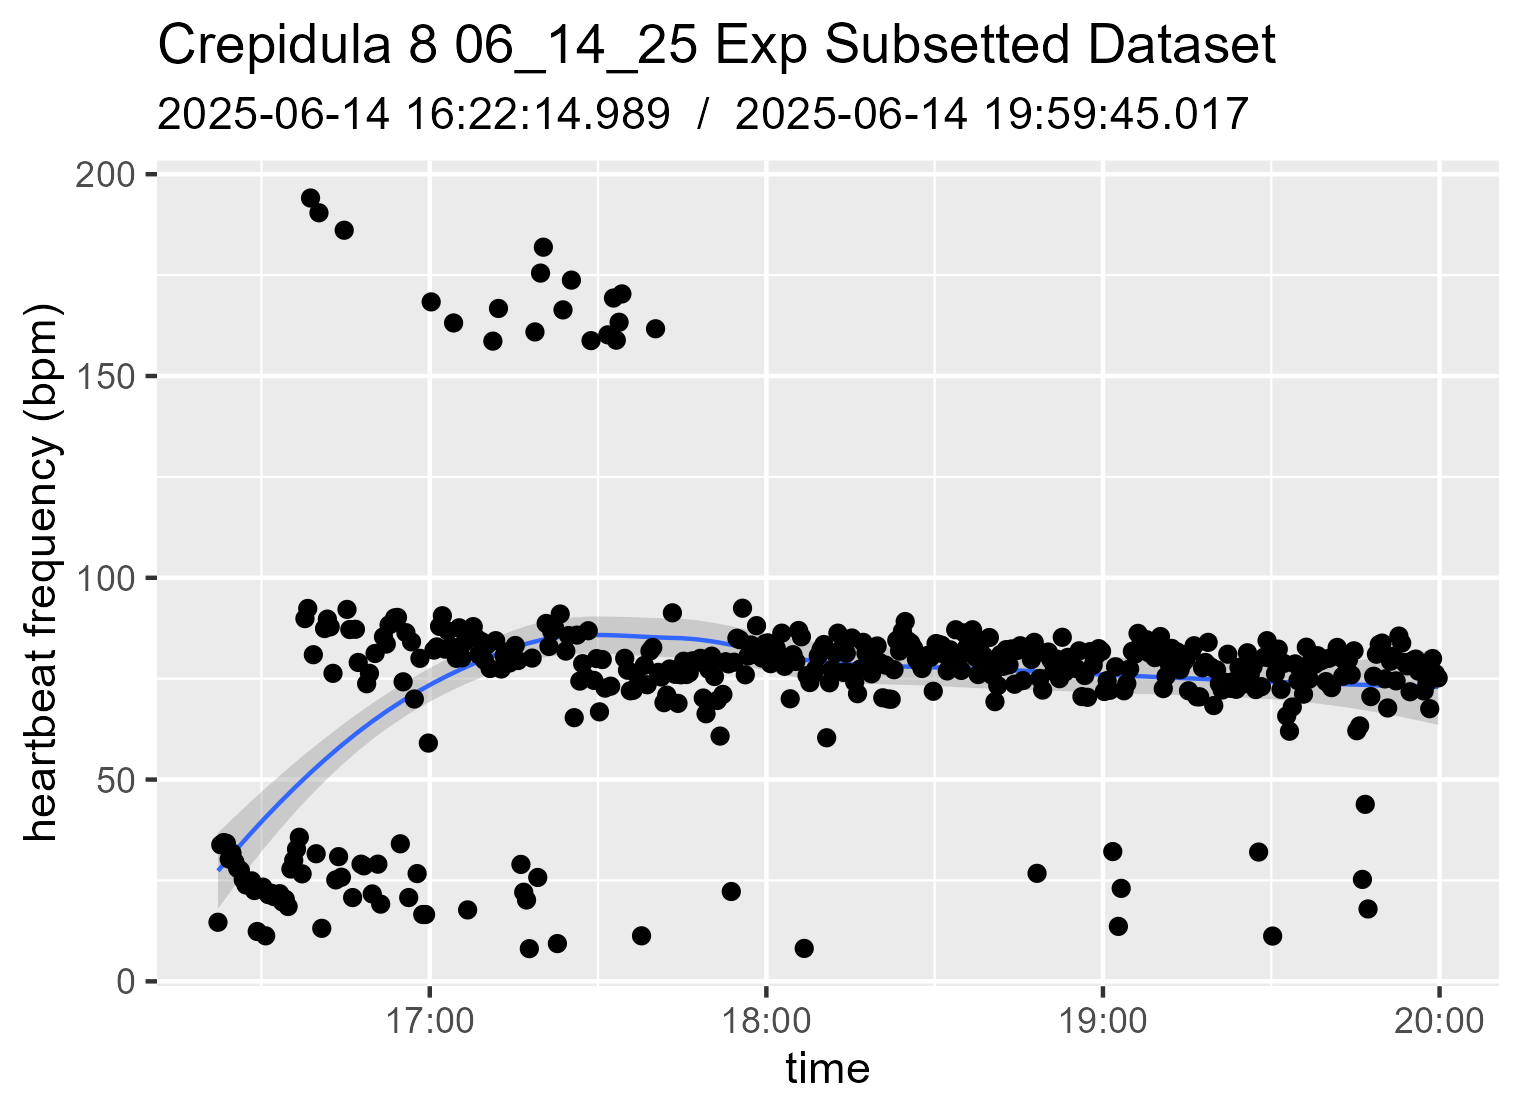 Crepidula 8 06_14_25 Exp Subsetted Dataset
2025-06-14 16:22:14.989 / 2025-06-14 19:59:45.017
heartbeat frequency (bpm)
200
150
100
50
0
17:00 18:00 19:00 20:00
time